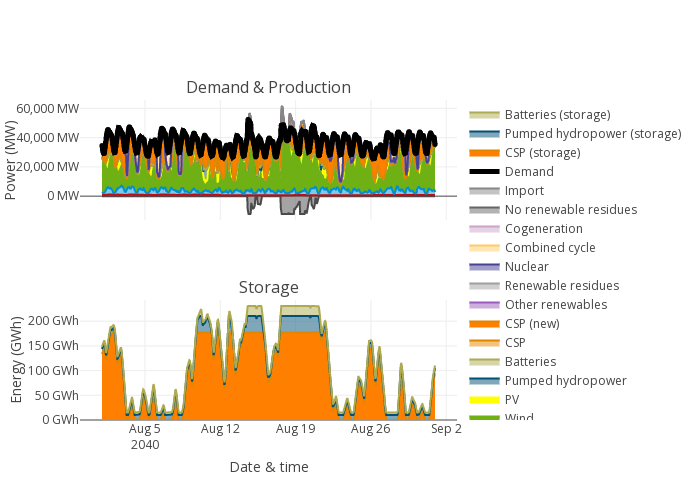 Demand & Production
60,000 MW
40,000 MW
20,000 MW
0 MW
Power (MW)
Storage
200 GWh
150 GWh
100 GWh
50 GWh
0 GWh
Energy (GWh)
Aug 5
2040
Aug 12
Aug 19
Aug 26
Sep 2
Date & time
Batteries (storage)
Pumped hydropower (storage)
CSP (storage)
Demand
Import
No renewable residues
Cogeneration
Combined cycle
Nuclear
Renewable residues
Other renewables
CSP (new)
CSP
Batteries
Pumped hydropower
PV
Wind